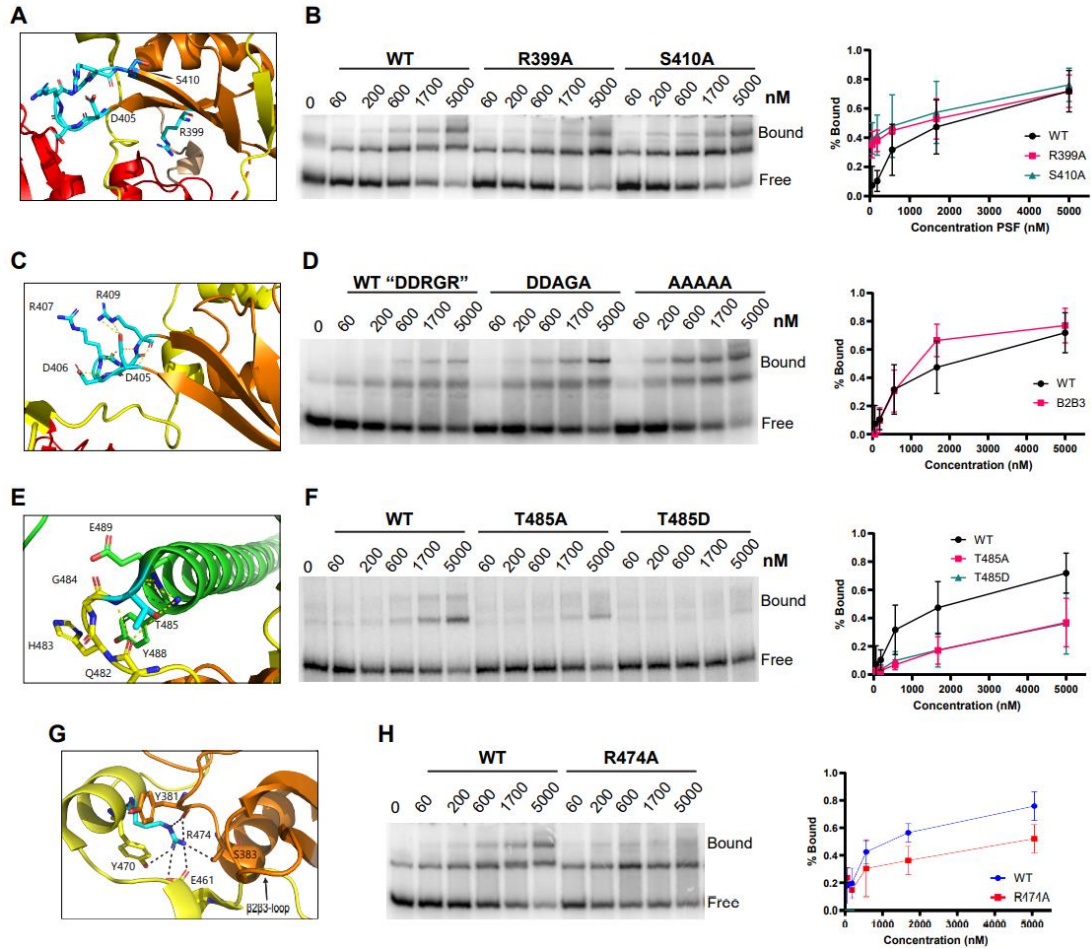 A
S410
D405
R399
B
WT R399A S410A
0 60 200 600 1700 5000 60 200 600 1700 5000 60 200 600 1700 5000 nM
Bound
Free
% Bound
1.0
0.8
0.6
0.4
0.2
0.0
0 1000 2000 3000 4000 5000
Concentration PSF (nM)
WT
R399A
S410A
C
R407 R409
D406
D405
D
WT “DDRGR” DDAGA AAAAA
0 60 200 600 1700 5000 60 200 600 1700 5000 60 200 600 1700 5000 nM
Bound
Free
% Bound
1.0
0.8
0.6
0.4
0.2
0.0
0 1000 2000 3000 4000 5000
Concentration (nM)
WT
B2B3
E
E489
G484
T485
H483
Y488
Q482
F
WT T485A T485D
0 60 200 600 1700 5000 60 200 600 1700 5000 60 200 600 1700 5000 nM
Bound
Free
% Bound
1.0
0.8
0.6
0.4
0.2
0.0
0 1000 2000 3000 4000 5000
Concentration (nM)
WT
T485A
T485D
G
Y381
R474
Y470
S383
E461
β2β3-loop
H
WT R474A
0 60 200 600 1700 5000 60 200 600 1700 5000 nM
Bound
Free
% Bound
1.0
0.8
0.6
0.4
0.2
0.0
0 1000 2000 3000 4000 5000
Concentration (nM)
WT
R474A